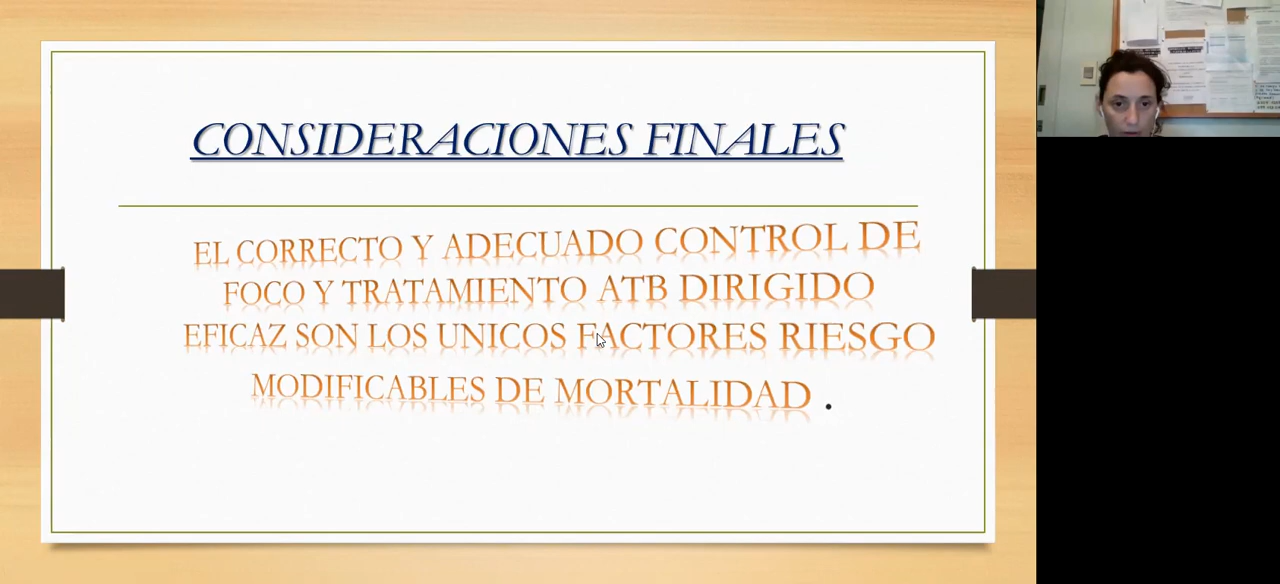 CONSIDERACIONES FINALES
EL CORRECTO Y ADECUADO CONTROL DE
FOCO Y TRATAMIENTO ATB DIRIGIDO
EFICAZ SON LOS UNICOS FACTORES RIESGO
MODIFICABLES DE MORTALIDAD .